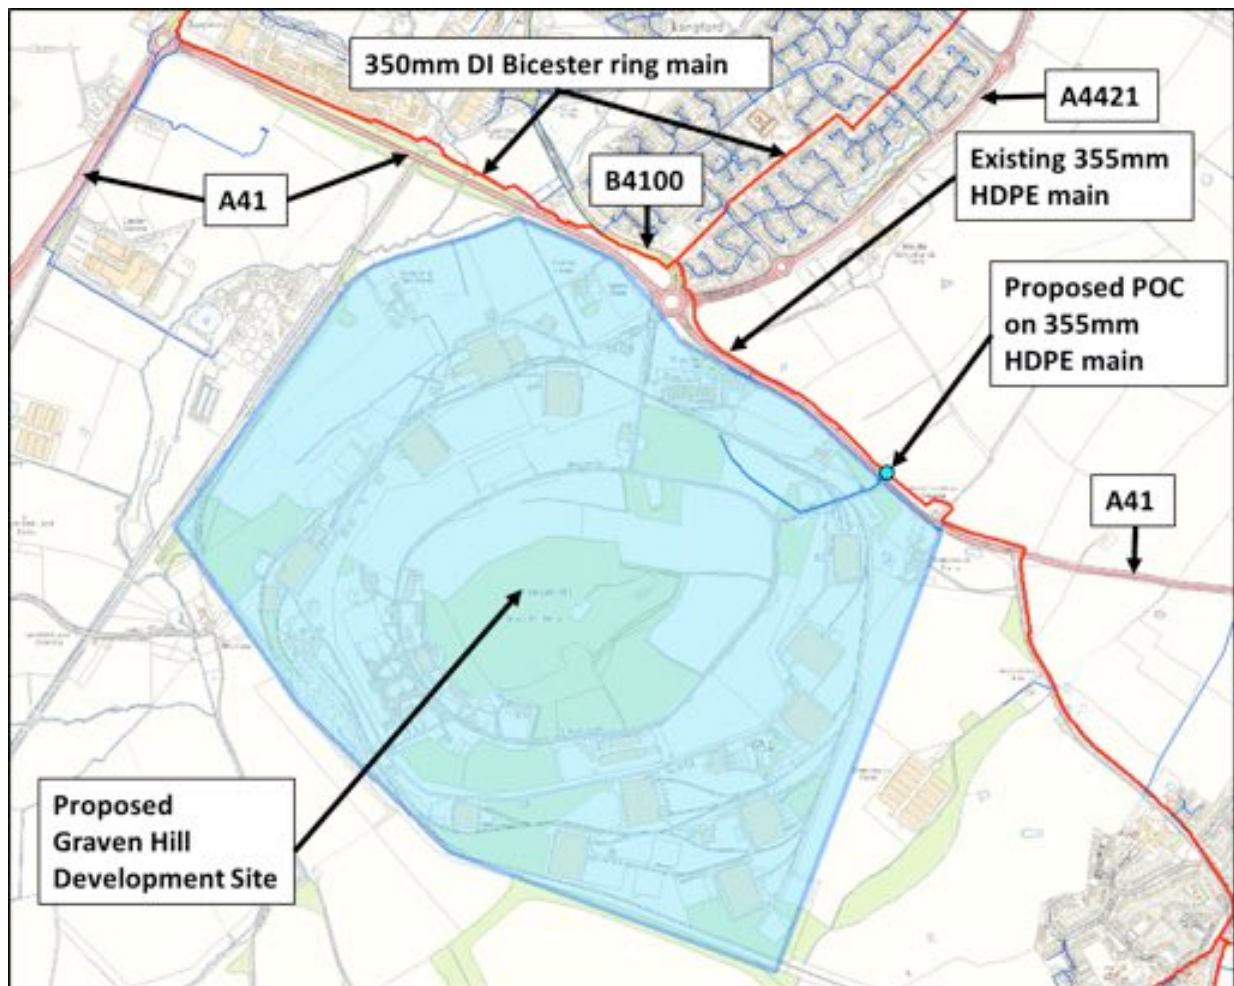 Langford
350mm DI Bicester ring main
A4421
Existing 355mm
HDPE main
B4100
A41
Proposed POC
on 355mm
HDPE main
A41
Proposed
Graven Hill
Development Site